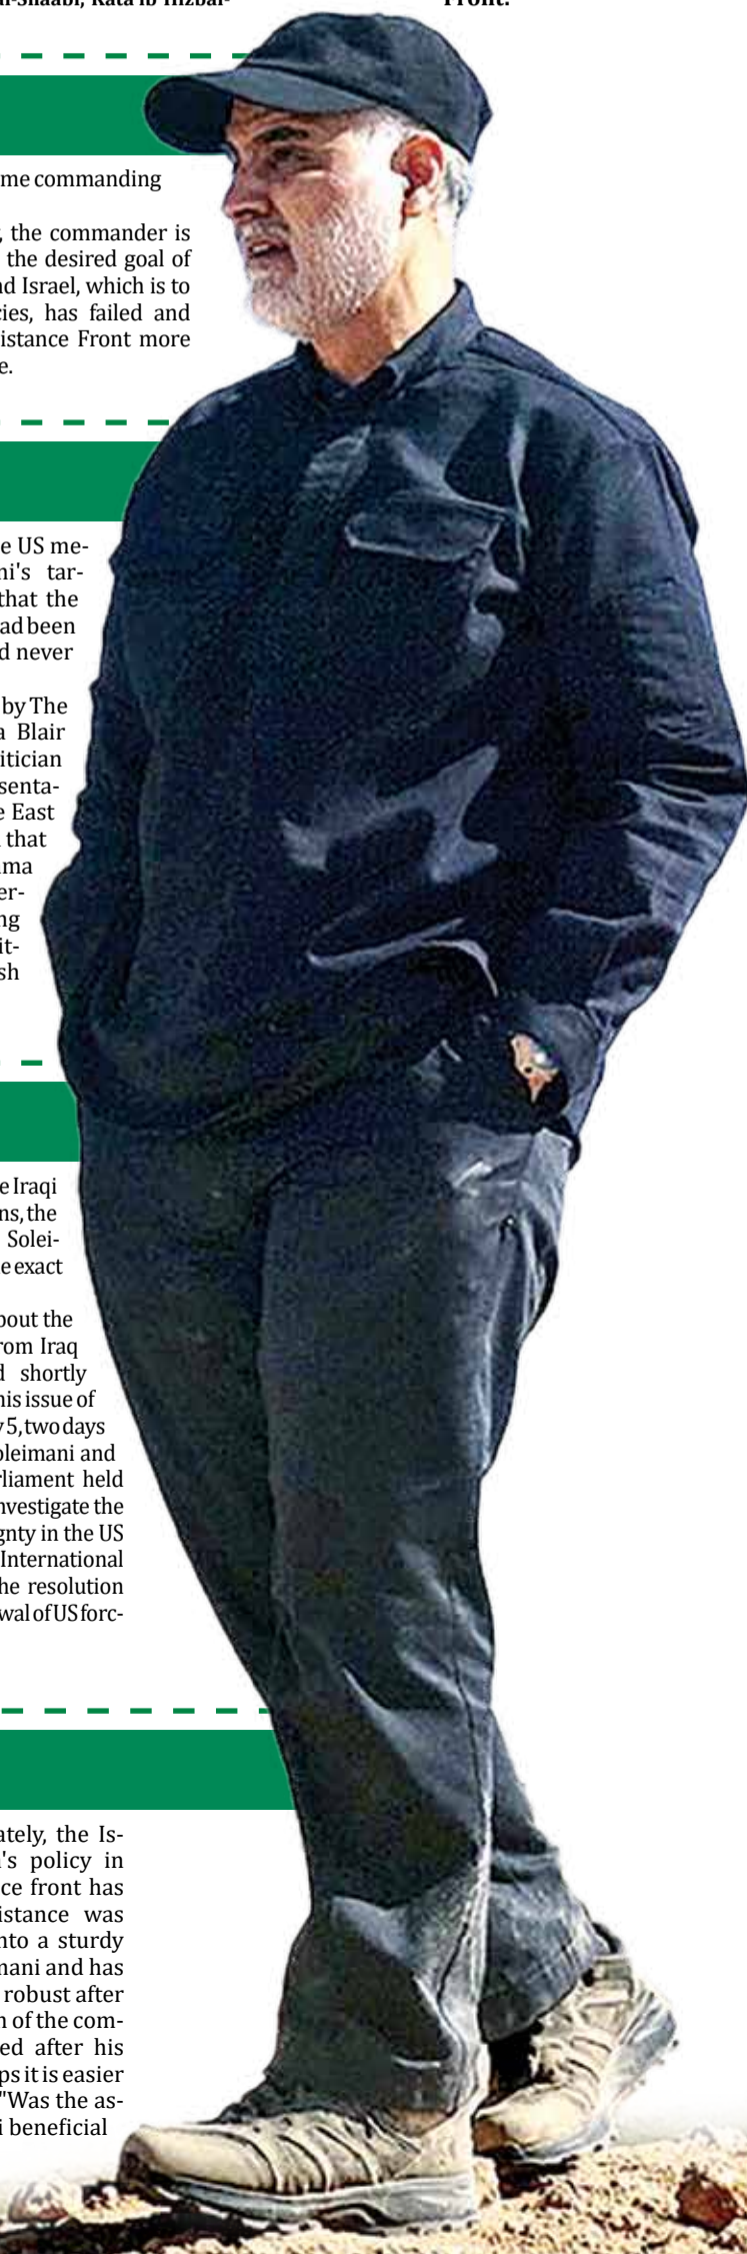 Front.
me commanding
, the commander is
the desired goal of
nd Israel, which is to
cies, has failed and
istance Front more
e.
e US me-
ni's tar-
that the
ad been
d never
by The
a Blair
itician
senta-
e East
that
ma
er-
ng
it-
sh
e Iraqi
ns, the
Solei-
e exact
bout the
rom Iraq
d shortly
his issue of
y 5, two days
oleimani and
rliament held
nvestigate the
gnty in the US
International
he resolution
wal of US forc-
ately, the Is-
n's policy in
ce front has
istance was
nto a sturdy
mani and has
robust after
n of the com-
ed after his
ps it is easier
"Was the as-
i beneficial